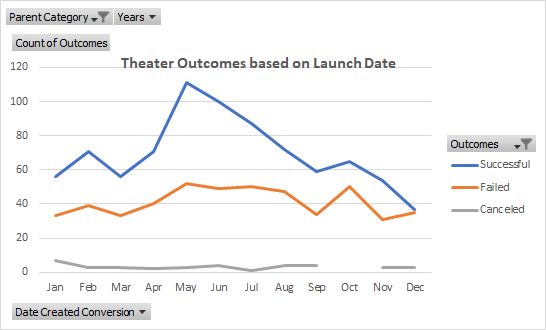 Parent Category Years
Count of Outcomes
Theater Outcomes based on Launch Date
120
100
80
60
40
20
0
Jan Feb Mar Apr May Jun Jul Aug Sep Oct Nov Dec
Outcomes
Successful
Failed
Canceled
Date Created Conversion